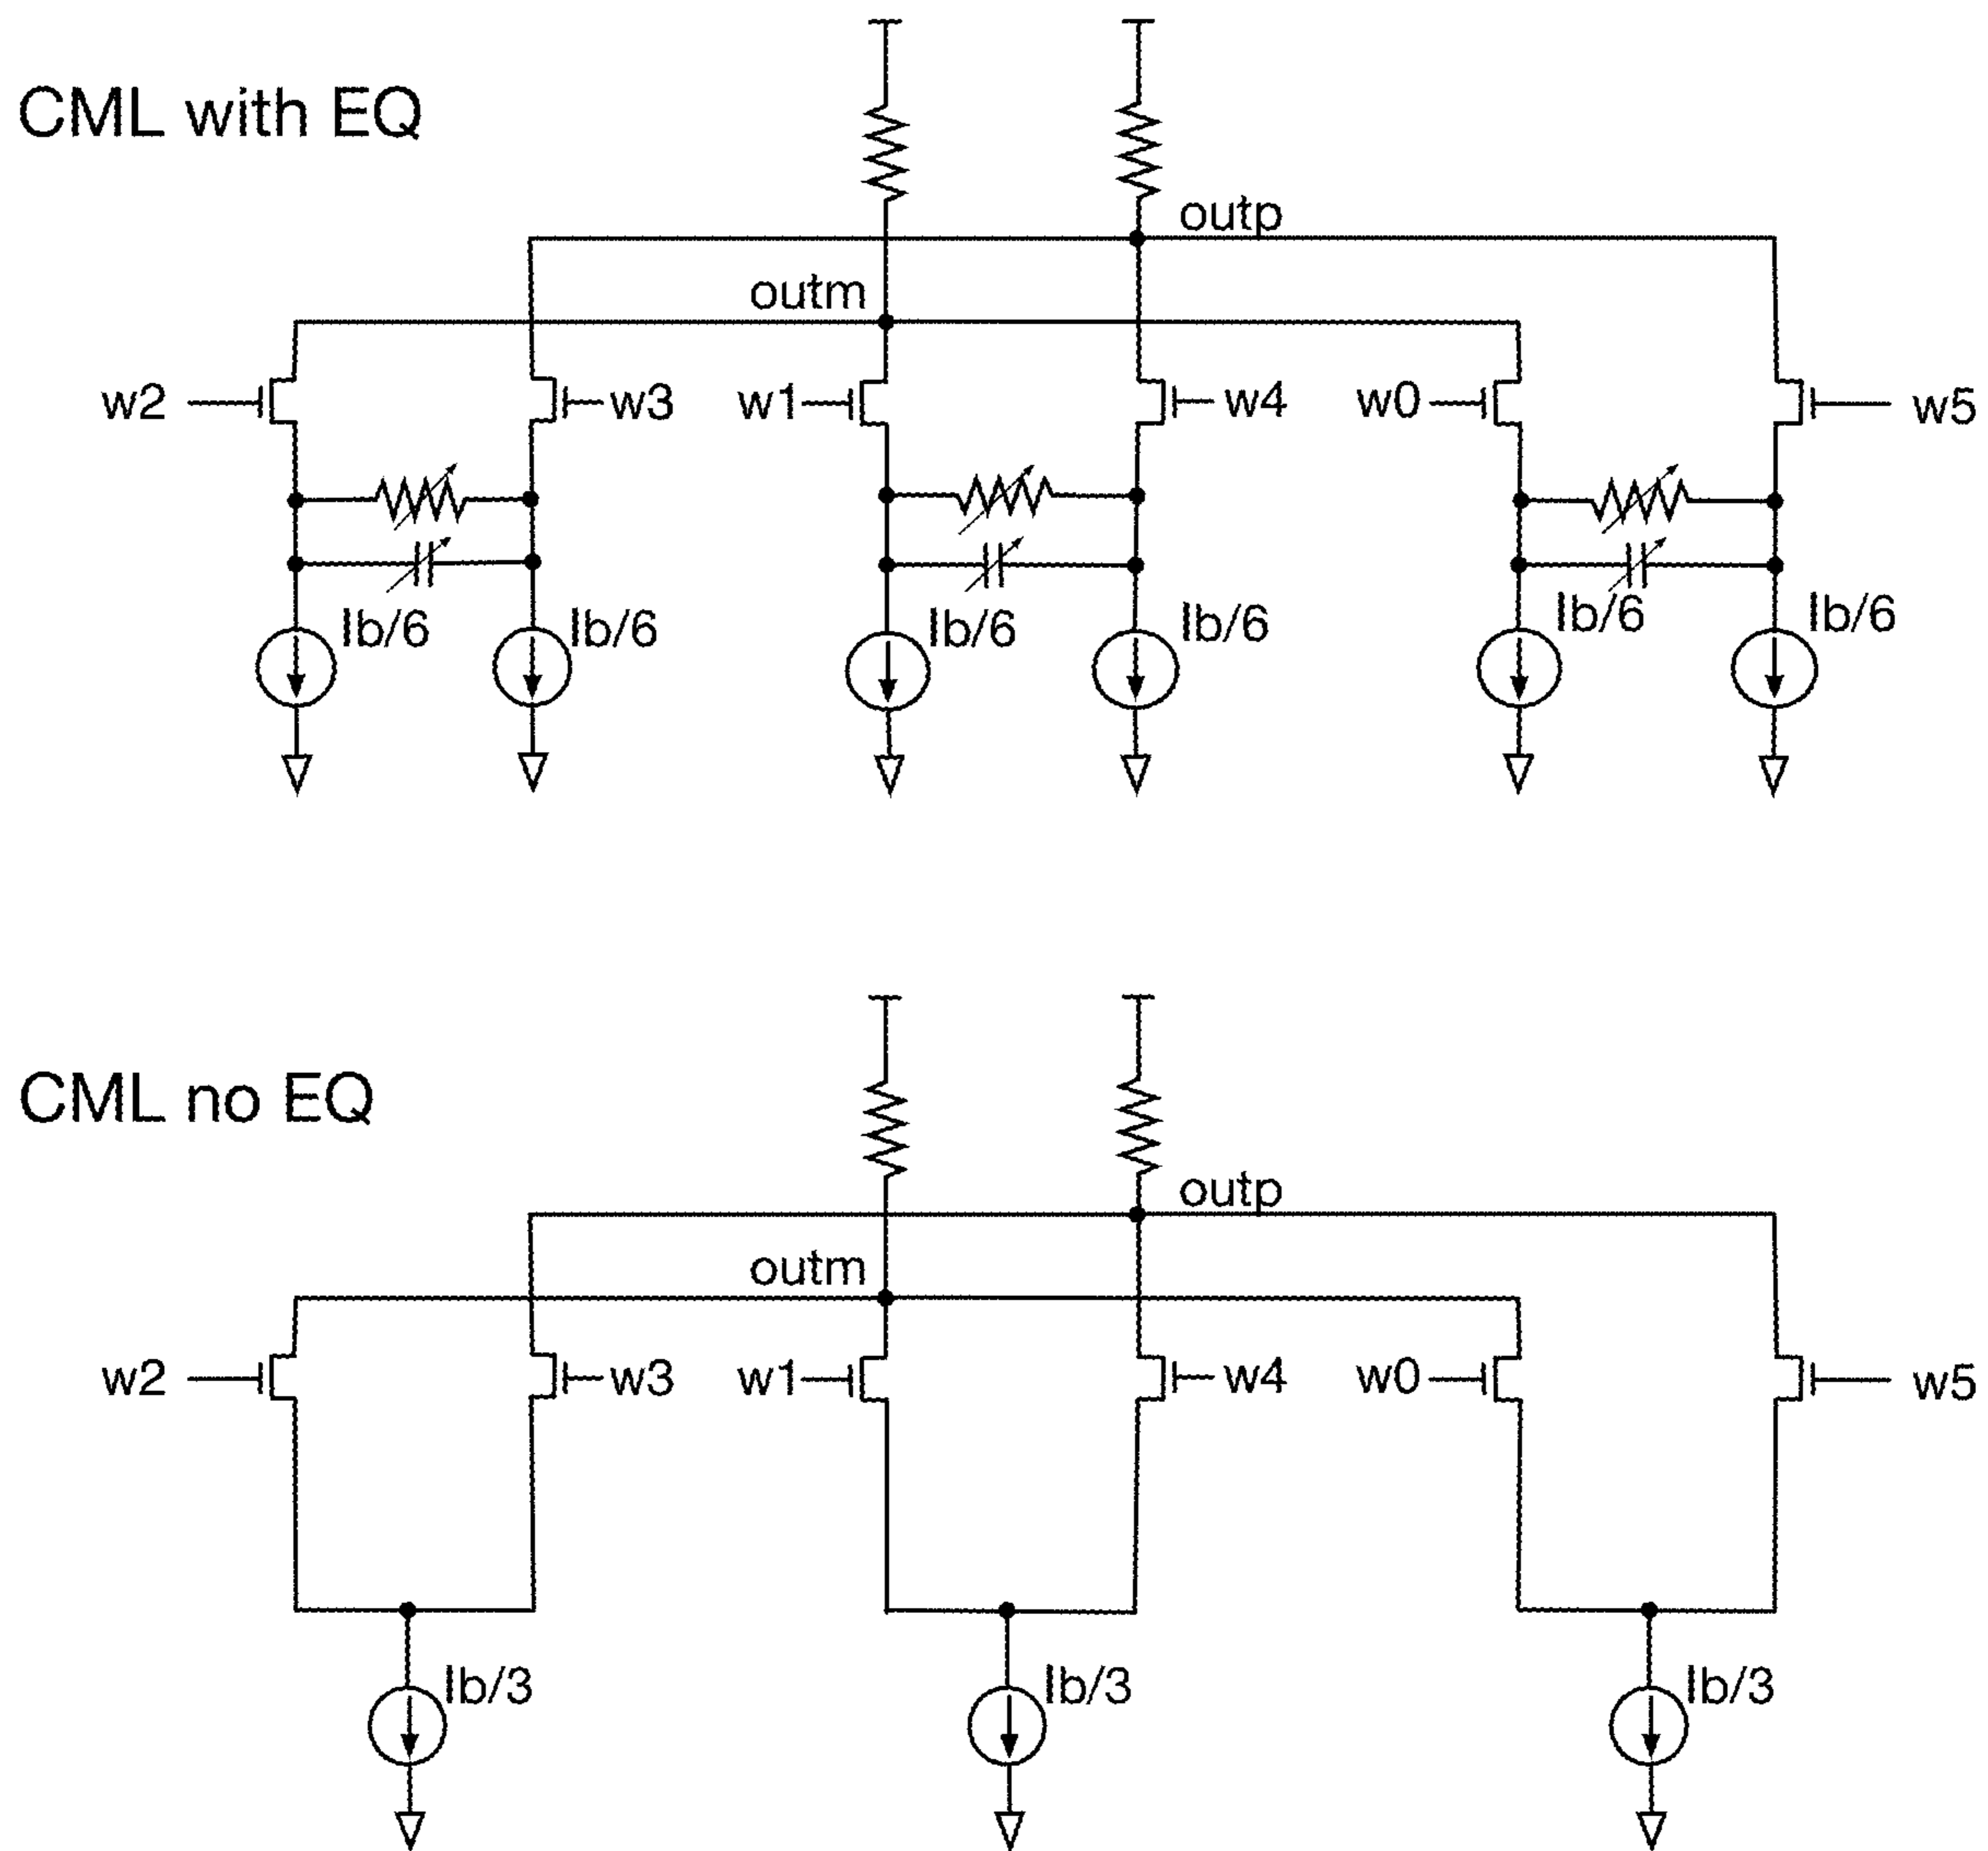 CML with EQ
outp
outm
w2
w3
w1
w4
w0
w5
Ib/6
Ib/6
Ib/6
Ib/6
Ib/6
Ib/6
CML no EQ
outp
outm
w2
w3
w1
w4
w0
w5
Ib/3
Ib/3
Ib/3